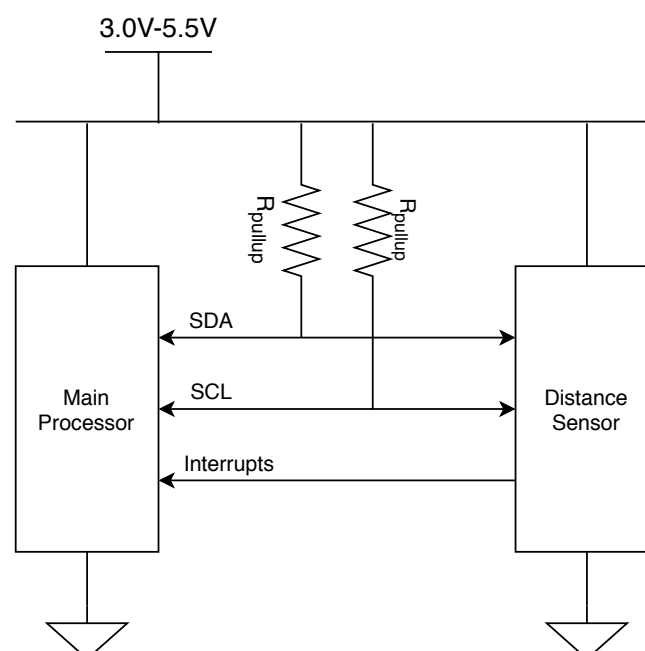 3.0V-5.5V
Rpullup
Rpullup
SDA
Main
Processor
SCL
Distance
Sensor
Interrupts